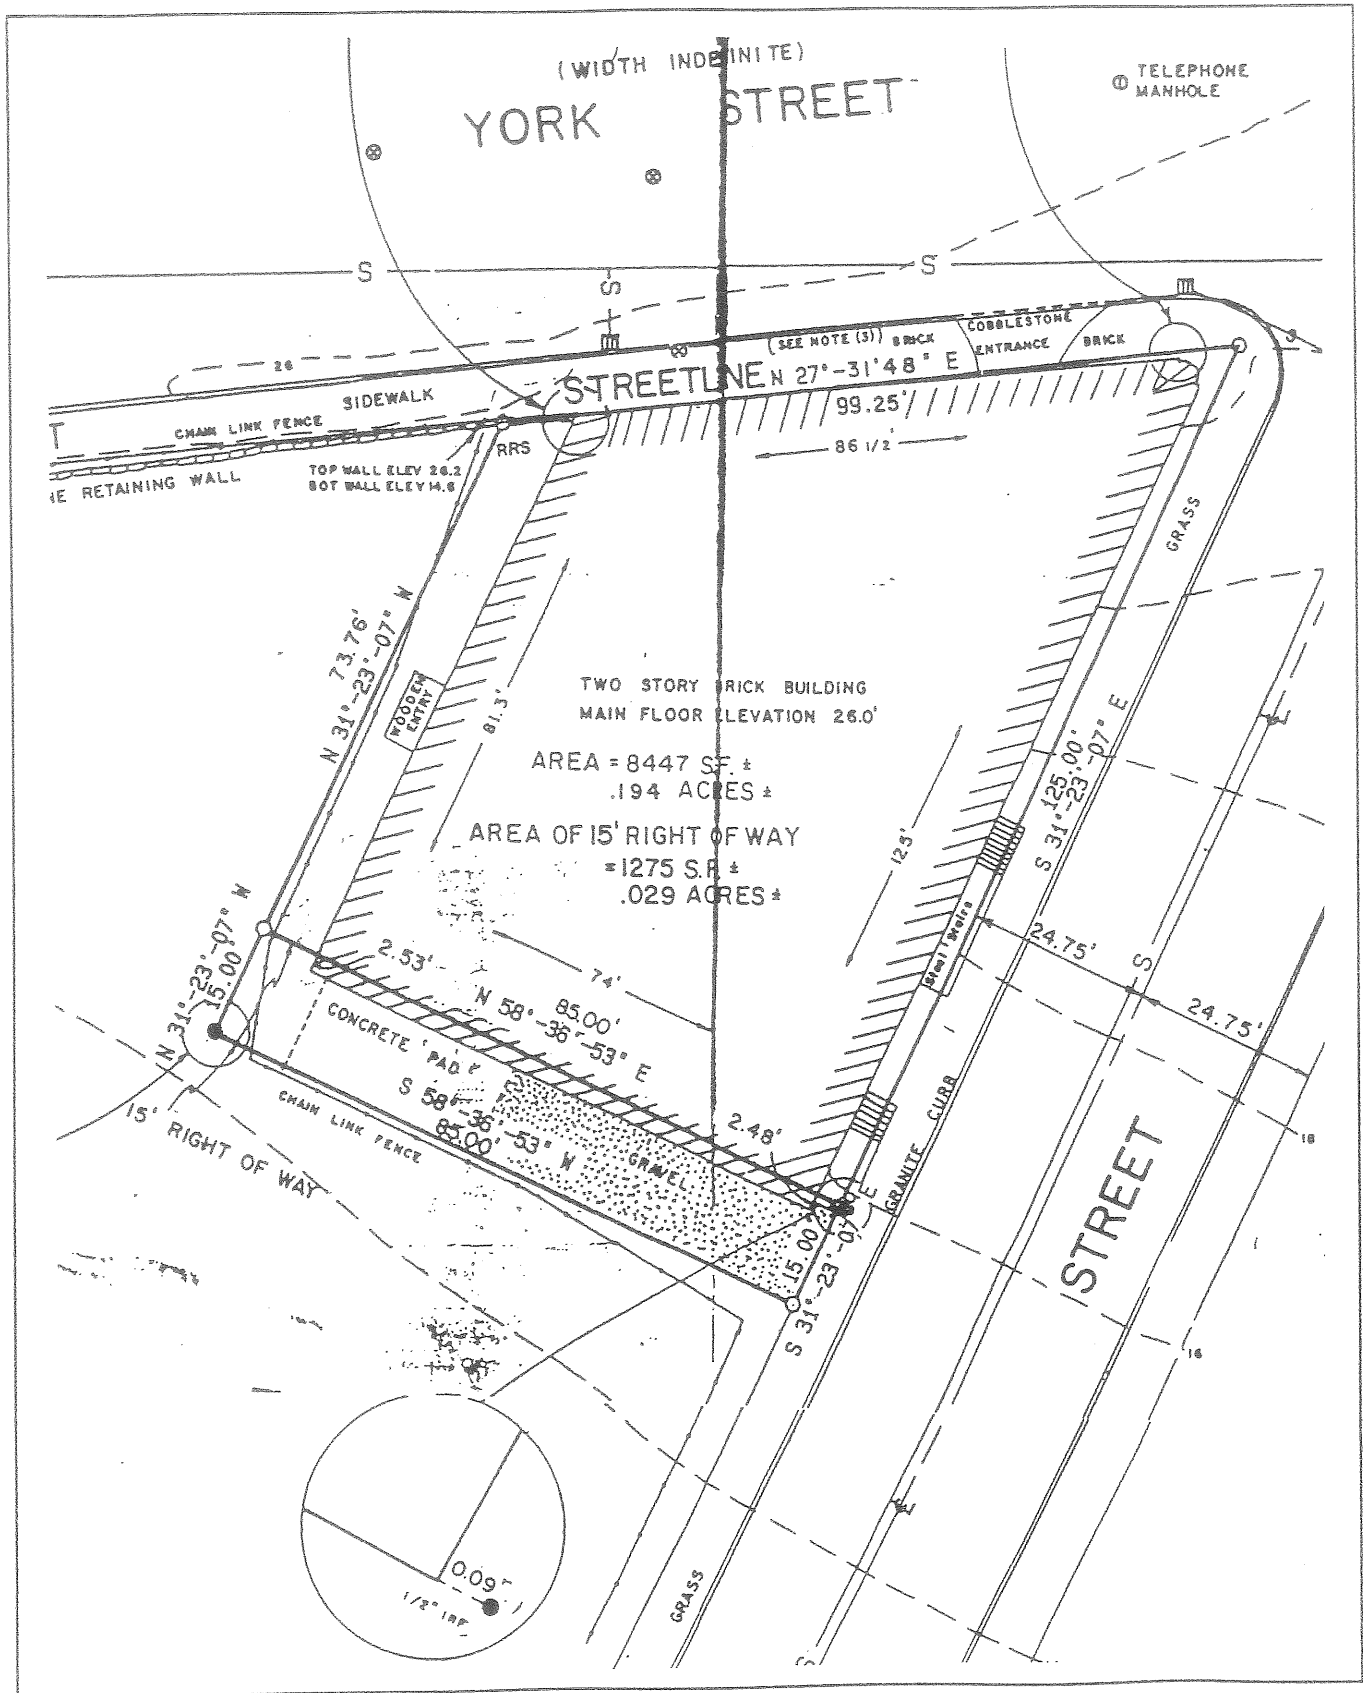 (WIDTH INDEFINITE)
YORK STREET
TELEPHONE
MANHOLE
S
S
S
S
26
SIDEWALK
CHAIN LINK FENCE
T
RETAINING WALL
TOP WALL ELEV 26.2
BOT WALL ELEV 14.6
RRS
STREETLINE N 27°-31'48" E
(SEE NOTE (3))
BRICK
COBBLESTONE
ENTRANCE
BRICK
99.25'
86 1/2'
GRASS
73.76'
N 31°-23'-07" W
WOODEN
ENTRY
81.3'
TWO STORY BRICK BUILDING
MAIN FLOOR ELEVATION 26.0'
AREA = 8447 S.F. ±
.194 ACRES ±
AREA OF 15' RIGHT OF WAY
=1275 S.F. ±
.029 ACRES ±
125'
125.00'
S 31°-23'-07" E
Steel Stairs
24.75'
24.75'
S
N 31°-23'-07" W
15.00'
2.53'
74'
85.00'
N 58°-36'-53" E
CONCRETE PAD
S 58°-36'-53" W
85.00'
GRAVEL
CHAIN LINK FENCE
15' RIGHT OF WAY
2.48'
GRANITE CURB
15.00'
S 31°-23'-07" E
STREET
18
16
0.09'
1/2" IRF
GRASS
S